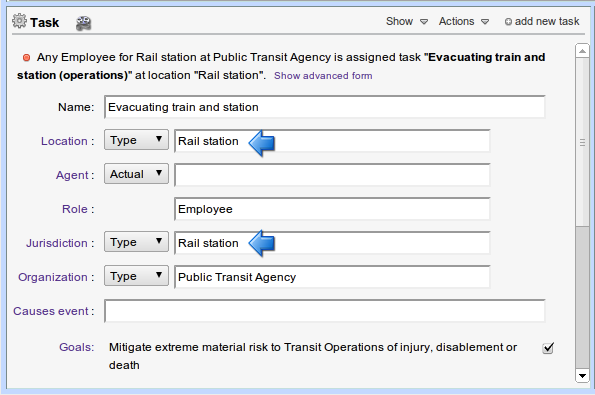 Task Show Actions add new task
Any Employee for Rail station at Public Transit Agency is assigned task "Evacuating train and
station (operations)" at location "Rail station". Show advanced form
Name: Evacuating train and station
Location : Type Rail station
Agent : Actual
Role : Employee
Jurisdiction : Type Rail station
Organization : Type Public Transit Agency
Causes event :
Goals: Mitigate extreme material risk to Transit Operations of injury, disablement or
death